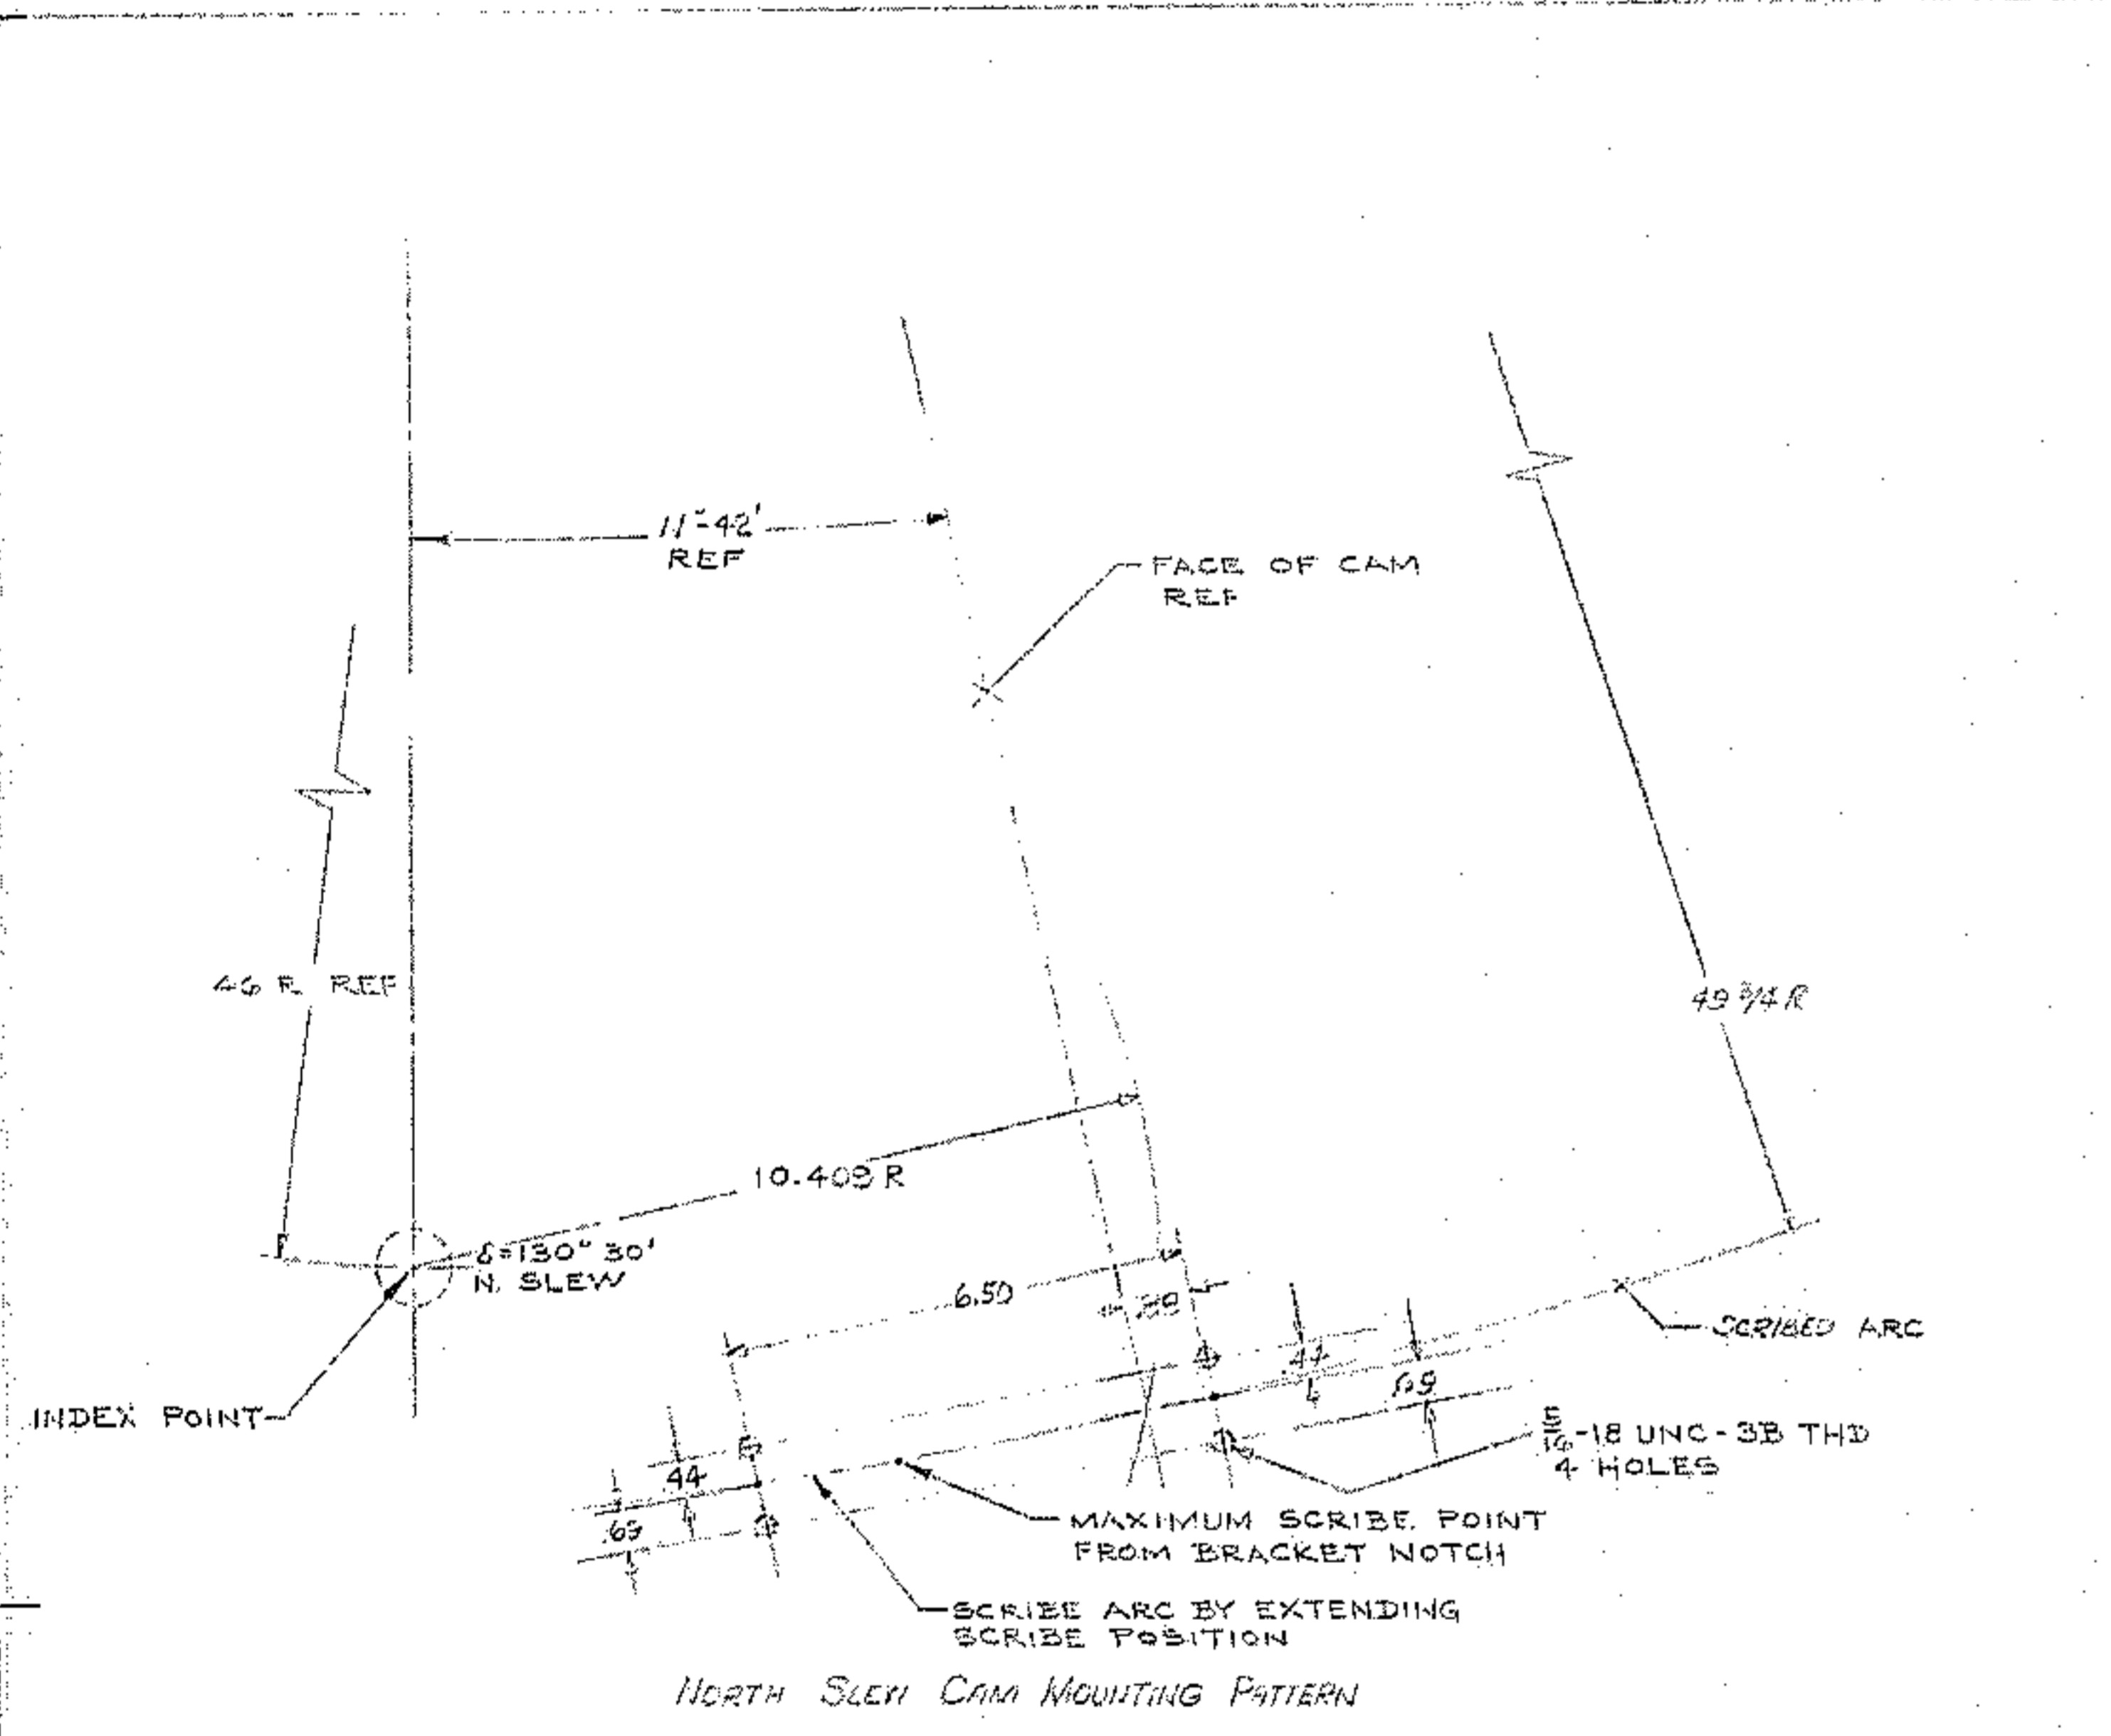 11°-42'
REF
FACE OF CAM
REF
46 R REF
49 3/4 R
10.409 R
δ=130° 30'
N. SLEW
6.50
.89
SCRIBED ARC
.44
.69
INDEX POINT
5/16-18 UNC-3B THD
4 HOLES
.44
.69
MAXIMUM SCRIBE POINT
FROM BRACKET NOTCH
SCRIBE ARC BY EXTENDING
SCRIBE POSITION
NORTH SLEW CAM MOUNTING PATTERN